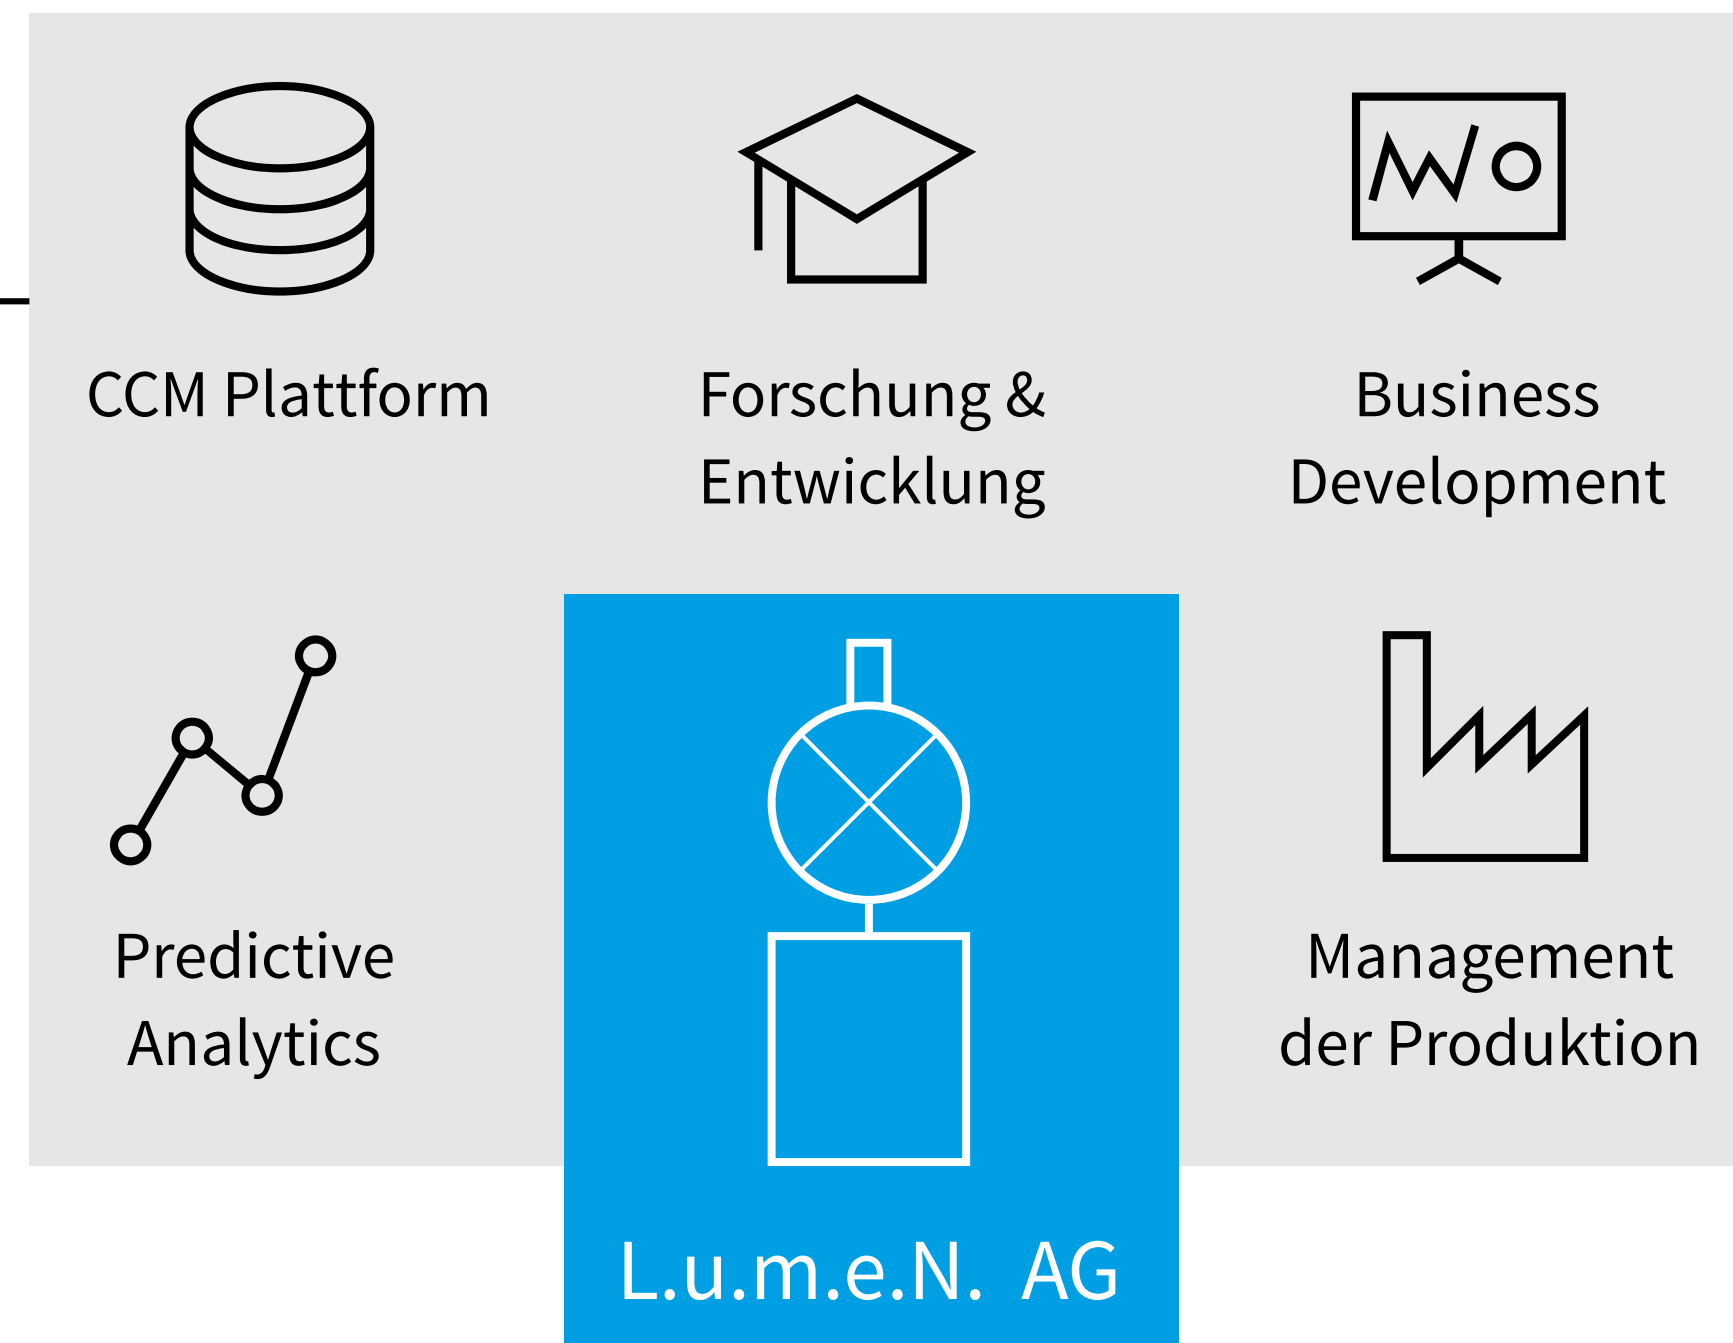 CCM Plattform
Forschung &
Entwicklung
Business
Development
Predictive
Analytics
Management
der Produktion
L.u.m.e.N. AG